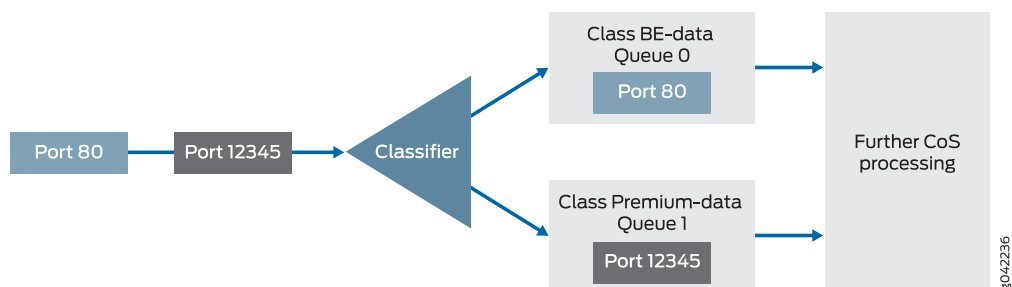 Port 80
Port 12345
Classifier
Class BE-data
Queue 0
Port 80
Class Premium-data
Queue 1
Port 12345
Further CoS
processing
g042236